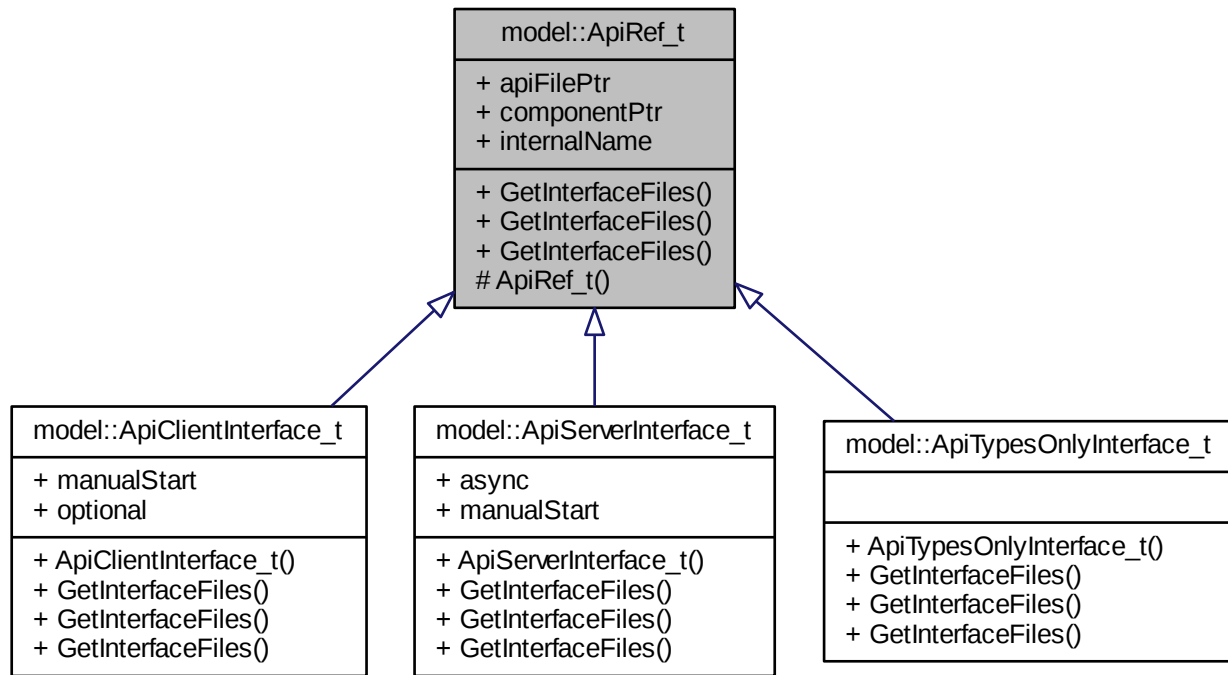 model::ApiRef_t
+ apiFilePtr
+ componentPtr
+ internalName
+ GetInterfaceFiles()
+ GetInterfaceFiles()
+ GetInterfaceFiles()
# ApiRef_t()
model::ApiClientInterface_t
+ manualStart
+ optional
+ ApiClientInterface_t()
+ GetInterfaceFiles()
+ GetInterfaceFiles()
+ GetInterfaceFiles()
model::ApiServerInterface_t
+ async
+ manualStart
+ ApiServerInterface_t()
+ GetInterfaceFiles()
+ GetInterfaceFiles()
+ GetInterfaceFiles()
model::ApiTypesOnlyInterface_t
+ ApiTypesOnlyInterface_t()
+ GetInterfaceFiles()
+ GetInterfaceFiles()
+ GetInterfaceFiles()